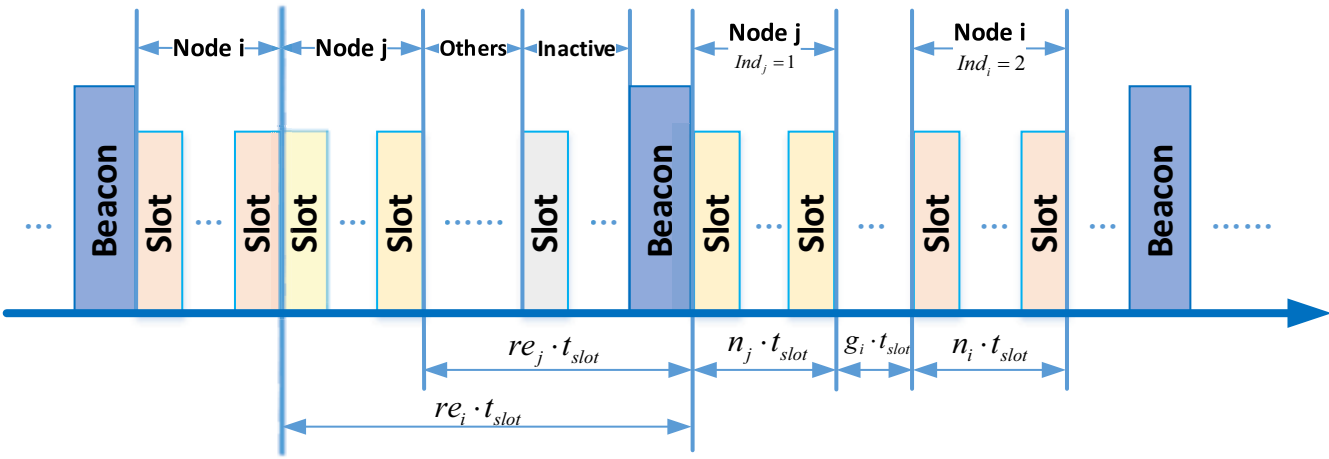 Node i
Node j
Others
Inactive
Node j
Ind_j = 1
Node i
Ind_i = 2
...
Beacon
Slot
...
Slot
Slot
...
Slot
......
Slot
...
Beacon
Slot
...
Slot
...
Slot
...
Slot
...
Beacon
......
re_j · t_slot
n_j · t_slot
g_i · t_slot
n_i · t_slot
re_i · t_slot